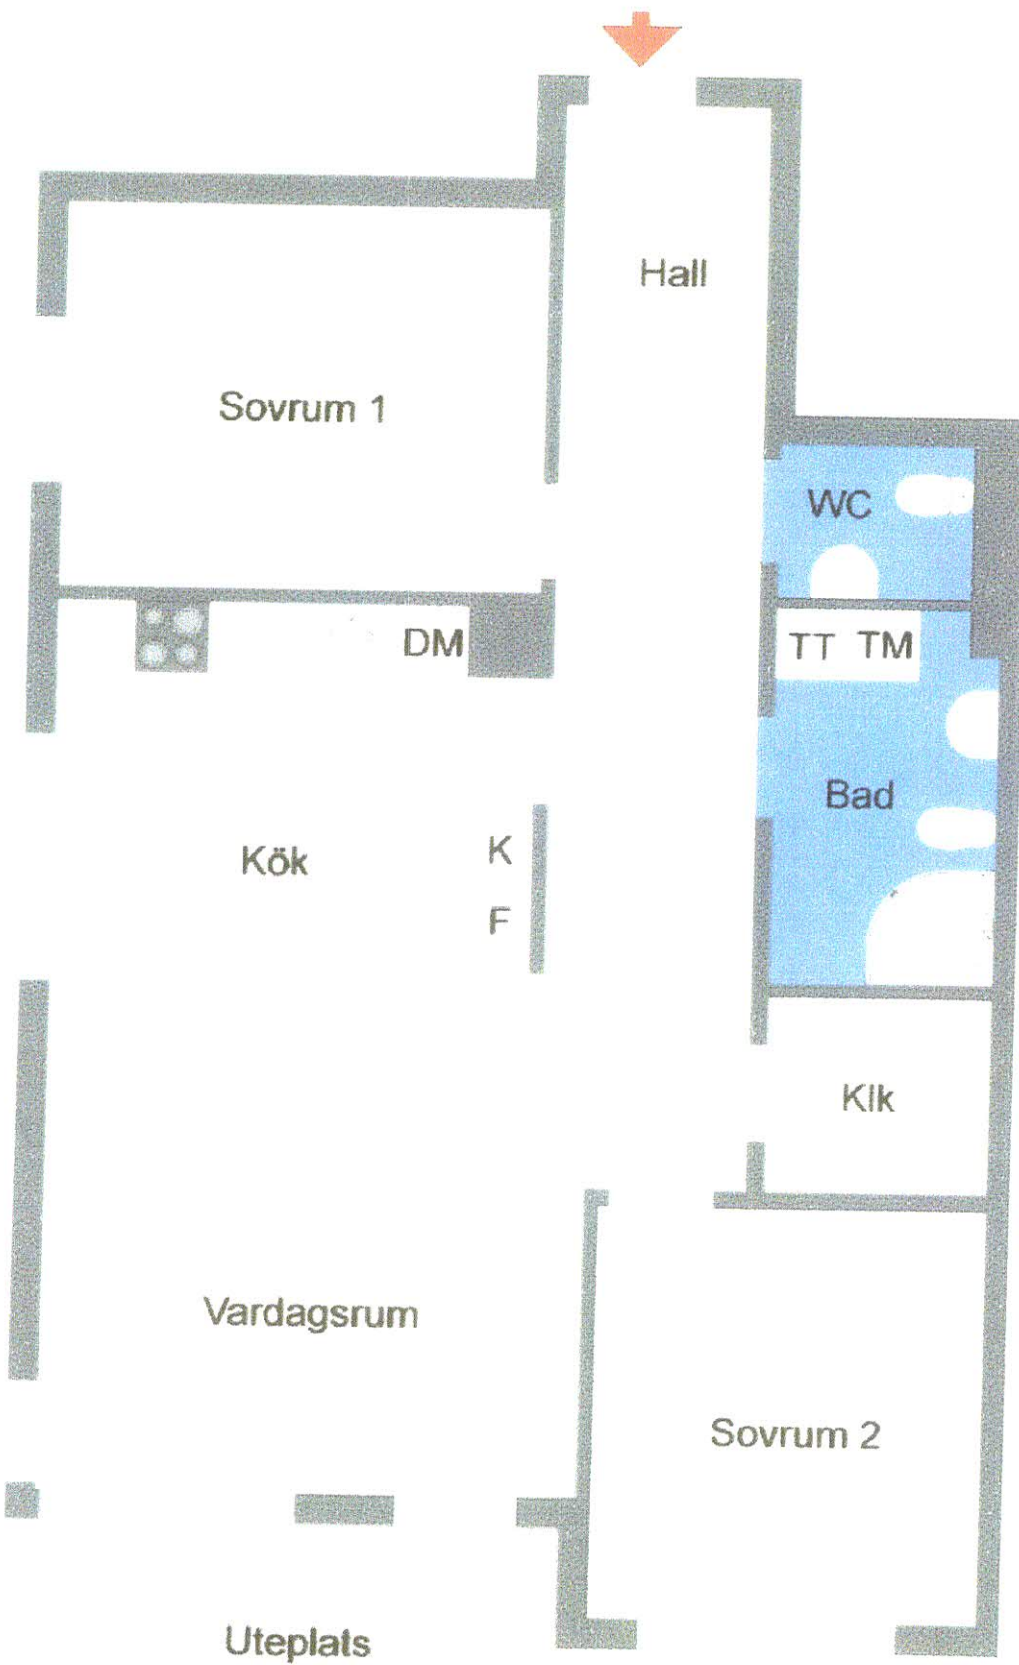 Hall
Sovrum 1
WC
DM
TT TM
Bad
Kök
K
F
Klk
Vardagsrum
Sovrum 2
Uteplats